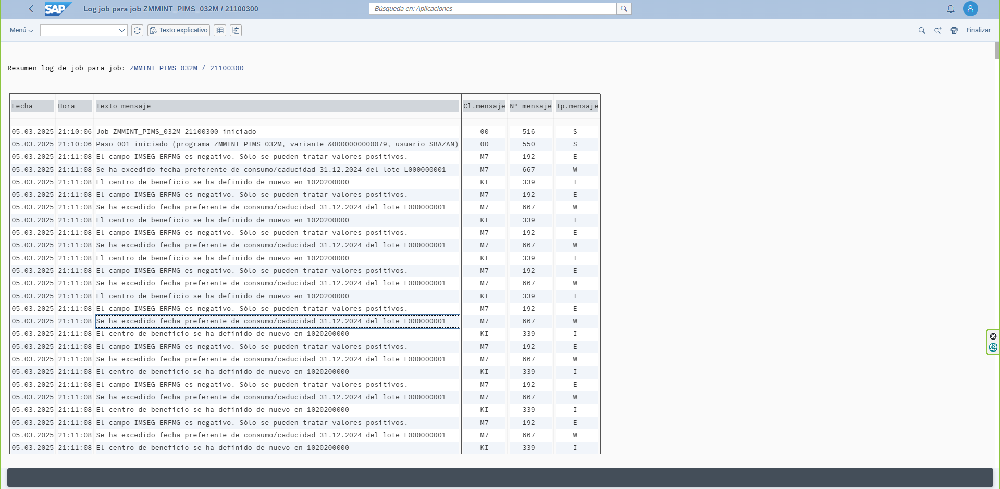 SAP Log job para job ZMMINT_PIMS_032M / 21100300 Búsqueda en: Aplicaciones
Menú Texto explicativo Finalizar
Resumen log de job para job: ZMMINT_PIMS_032M / 21100300
Fecha Hora Texto mensaje Cl.mensaje Nº mensaje Tp.mensaje
05.03.2025 21:10:06 Job ZMMINT_PIMS_032M 21100300 iniciado 00 516 S
05.03.2025 21:10:06 Paso 001 iniciado (programa ZMMINT_PIMS_032M, variante &0000000000079, usuario SBAZAN) 00 550 S
05.03.2025 21:11:08 El campo IMSEG-ERFMG es negativo. Sólo se pueden tratar valores positivos. M7 192 E
05.03.2025 21:11:08 Se ha excedido fecha preferente de consumo/caducidad 31.12.2024 del lote L000000001 M7 667 W
05.03.2025 21:11:08 El centro de beneficio se ha definido de nuevo en 1020200000 KI 339 I
05.03.2025 21:11:08 El campo IMSEG-ERFMG es negativo. Sólo se pueden tratar valores positivos. M7 192 E
05.03.2025 21:11:08 Se ha excedido fecha preferente de consumo/caducidad 31.12.2024 del lote L000000001 M7 667 W
05.03.2025 21:11:08 El centro de beneficio se ha definido de nuevo en 1020200000 KI 339 I
05.03.2025 21:11:08 El campo IMSEG-ERFMG es negativo. Sólo se pueden tratar valores positivos. M7 192 E
05.03.2025 21:11:08 Se ha excedido fecha preferente de consumo/caducidad 31.12.2024 del lote L000000001 M7 667 W
05.03.2025 21:11:08 El centro de beneficio se ha definido de nuevo en 1020200000 KI 339 I
05.03.2025 21:11:08 El campo IMSEG-ERFMG es negativo. Sólo se pueden tratar valores positivos. M7 192 E
05.03.2025 21:11:08 Se ha excedido fecha preferente de consumo/caducidad 31.12.2024 del lote L000000001 M7 667 W
05.03.2025 21:11:08 El centro de beneficio se ha definido de nuevo en 1020200000 KI 339 I
05.03.2025 21:11:08 El campo IMSEG-ERFMG es negativo. Sólo se pueden tratar valores positivos. M7 192 E
05.03.2025 21:11:08 Se ha excedido fecha preferente de consumo/caducidad 31.12.2024 del lote L000000001 M7 667 W
05.03.2025 21:11:08 El centro de beneficio se ha definido de nuevo en 1020200000 KI 339 I
05.03.2025 21:11:08 El campo IMSEG-ERFMG es negativo. Sólo se pueden tratar valores positivos. M7 192 E
05.03.2025 21:11:08 Se ha excedido fecha preferente de consumo/caducidad 31.12.2024 del lote L000000001 M7 667 W
05.03.2025 21:11:08 El centro de beneficio se ha definido de nuevo en 1020200000 KI 339 I
05.03.2025 21:11:08 El campo IMSEG-ERFMG es negativo. Sólo se pueden tratar valores positivos. M7 192 E
05.03.2025 21:11:08 Se ha excedido fecha preferente de consumo/caducidad 31.12.2024 del lote L000000001 M7 667 W
05.03.2025 21:11:08 El centro de beneficio se ha definido de nuevo en 1020200000 KI 339 I
05.03.2025 21:11:08 El campo IMSEG-ERFMG es negativo. Sólo se pueden tratar valores positivos. M7 192 E
05.03.2025 21:11:08 Se ha excedido fecha preferente de consumo/caducidad 31.12.2024 del lote L000000001 M7 667 W
05.03.2025 21:11:08 El centro de beneficio se ha definido de nuevo en 1020200000 KI 339 I